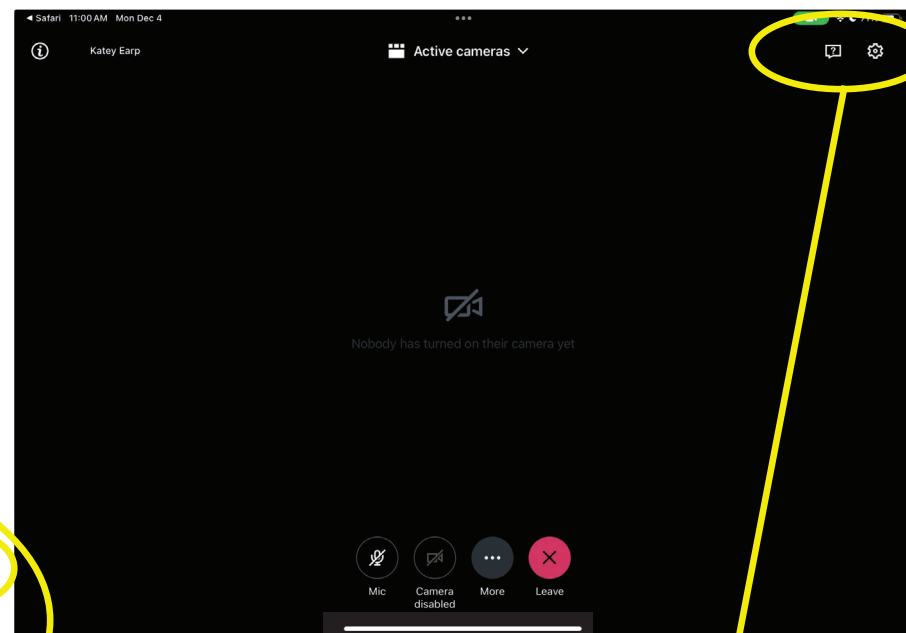 Safari 11:00 AM Mon Dec 4
Katey Earp
Active cameras
Nobody has turned on their camera yet
Mic
Camera
disabled
More
Leave